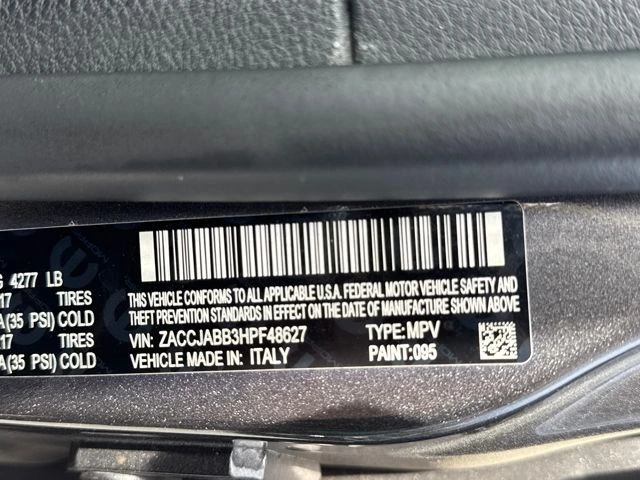 G 4277 LB
17 TIRES
A(35 PSI) COLD
17 TIRES
A(35 PSI) COLD
THIS VEHICLE CONFORMS TO ALL APPLICABLE U.S.A. FEDERAL MOTOR VEHICLE SAFETY AND
THEFT PREVENTION STANDARDS IN EFFECT ON THE DATE OF MANUFACTURE SHOWN ABOVE.
VIN: ZACCJABB3HPF48627 TYPE: MPV
VEHICLE MADE IN: ITALY PAINT: 095